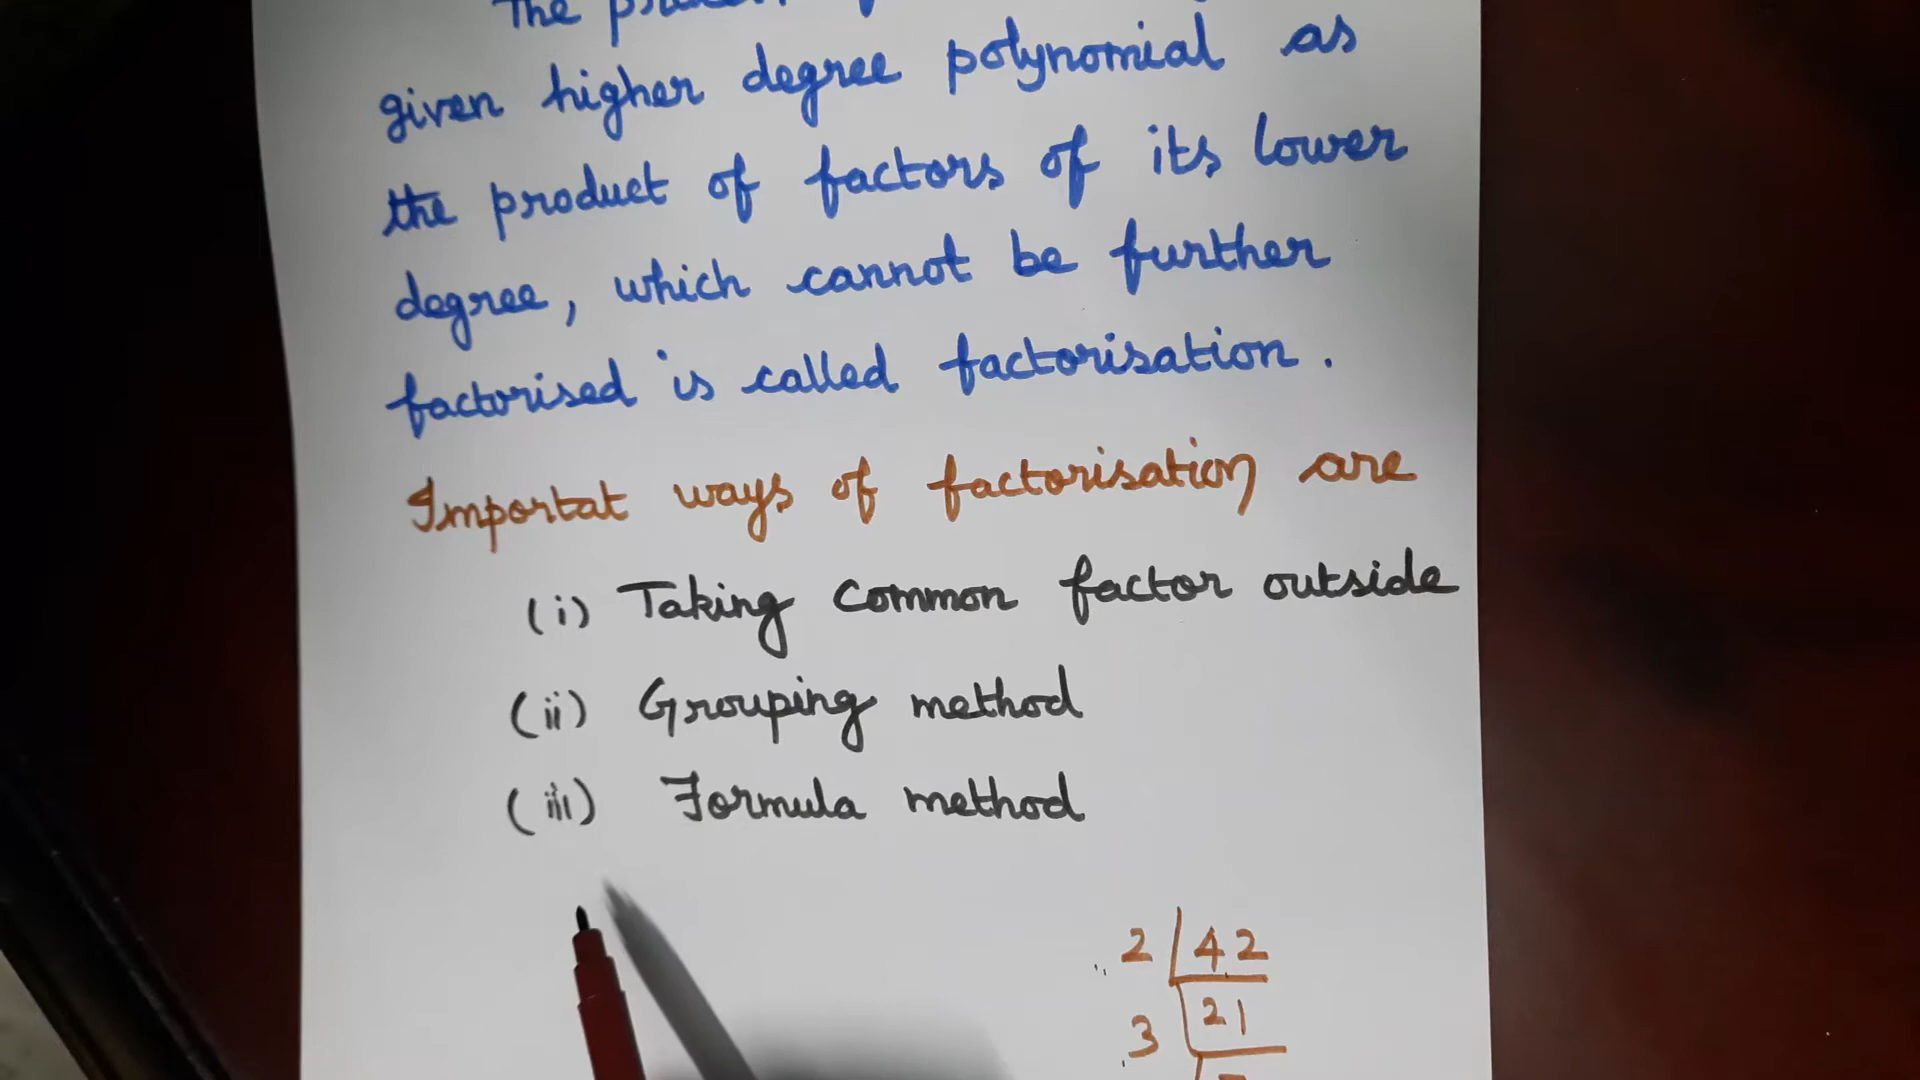 The
given higher degree polynomial as
the product of factors of its lower
degree, which cannot be further
factorised is called factorisation.
Importat ways of factorisation are
(i) Taking Common factor outside
(ii) Grouping method
(iii) Formula method
2 42
3 21